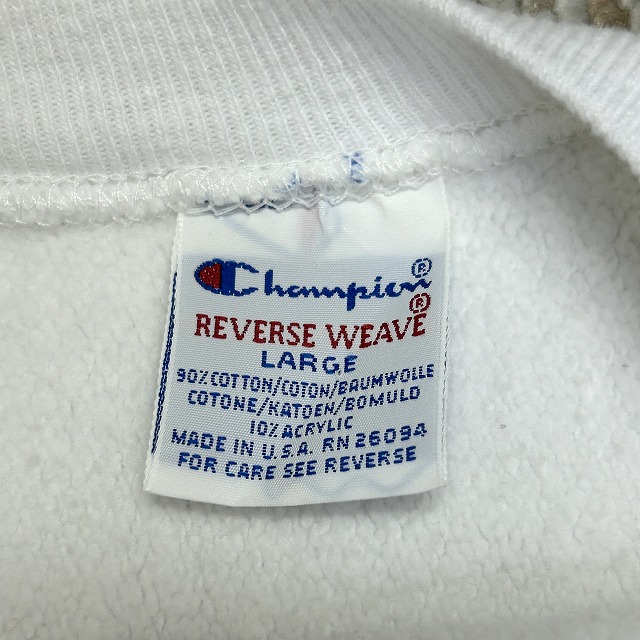 Champion®
REVERSE WEAVE®
LARGE
90% COTTON/COTON/BAUMWOLLE
COTONE/KATOEN/BOMULD
10% ACRYLIC
MADE IN U.S.A. RN 26094
FOR CARE SEE REVERSE